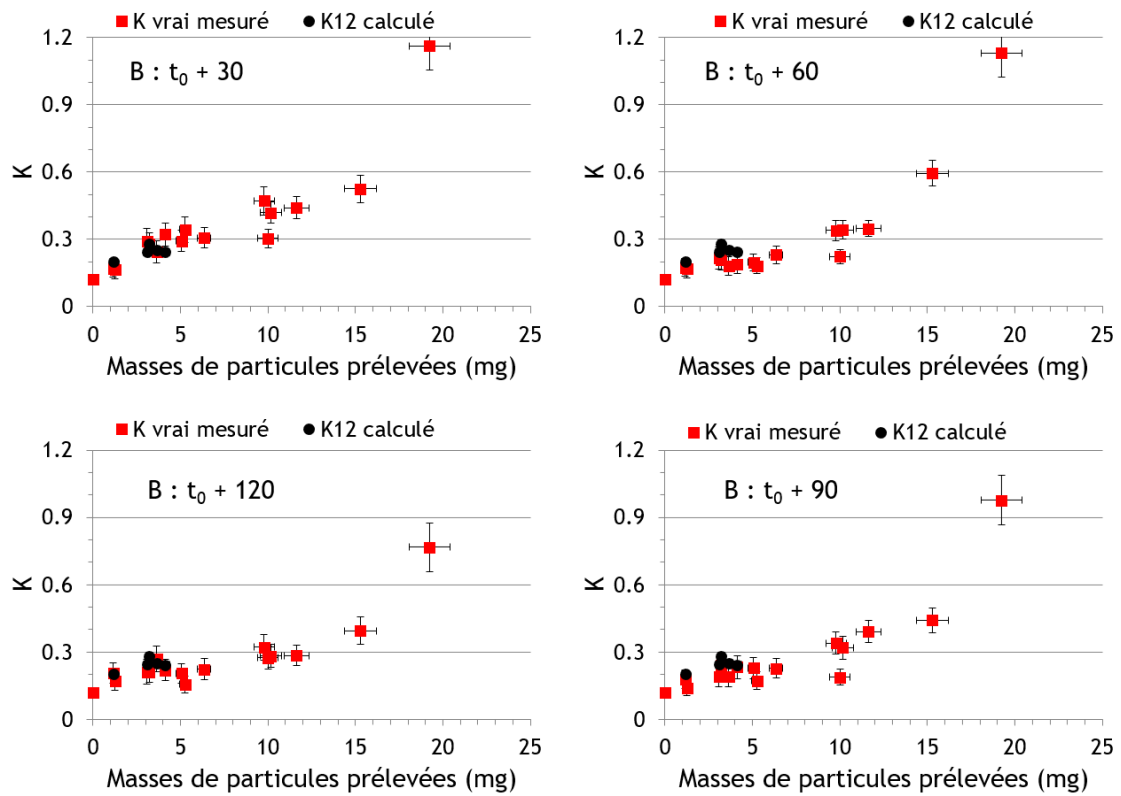 K vrai mesuré K12 calculé
B : t₀ + 30
1.2
0.9
0.6
0.3
0
K
0 5 10 15 20 25
Masses de particules prélevées (mg)
K vrai mesuré K12 calculé
B : t₀ + 60
1.2
0.9
0.6
0.3
0
K
0 5 10 15 20 25
Masses de particules prélevées (mg)
K vrai mesuré K12 calculé
B : t₀ + 120
1.2
0.9
0.6
0.3
0
K
0 5 10 15 20 25
Masses de particules prélevées (mg)
K vrai mesuré K12 calculé
B : t₀ + 90
1.2
0.9
0.6
0.3
0
K
0 5 10 15 20 25
Masses de particules prélevées (mg)